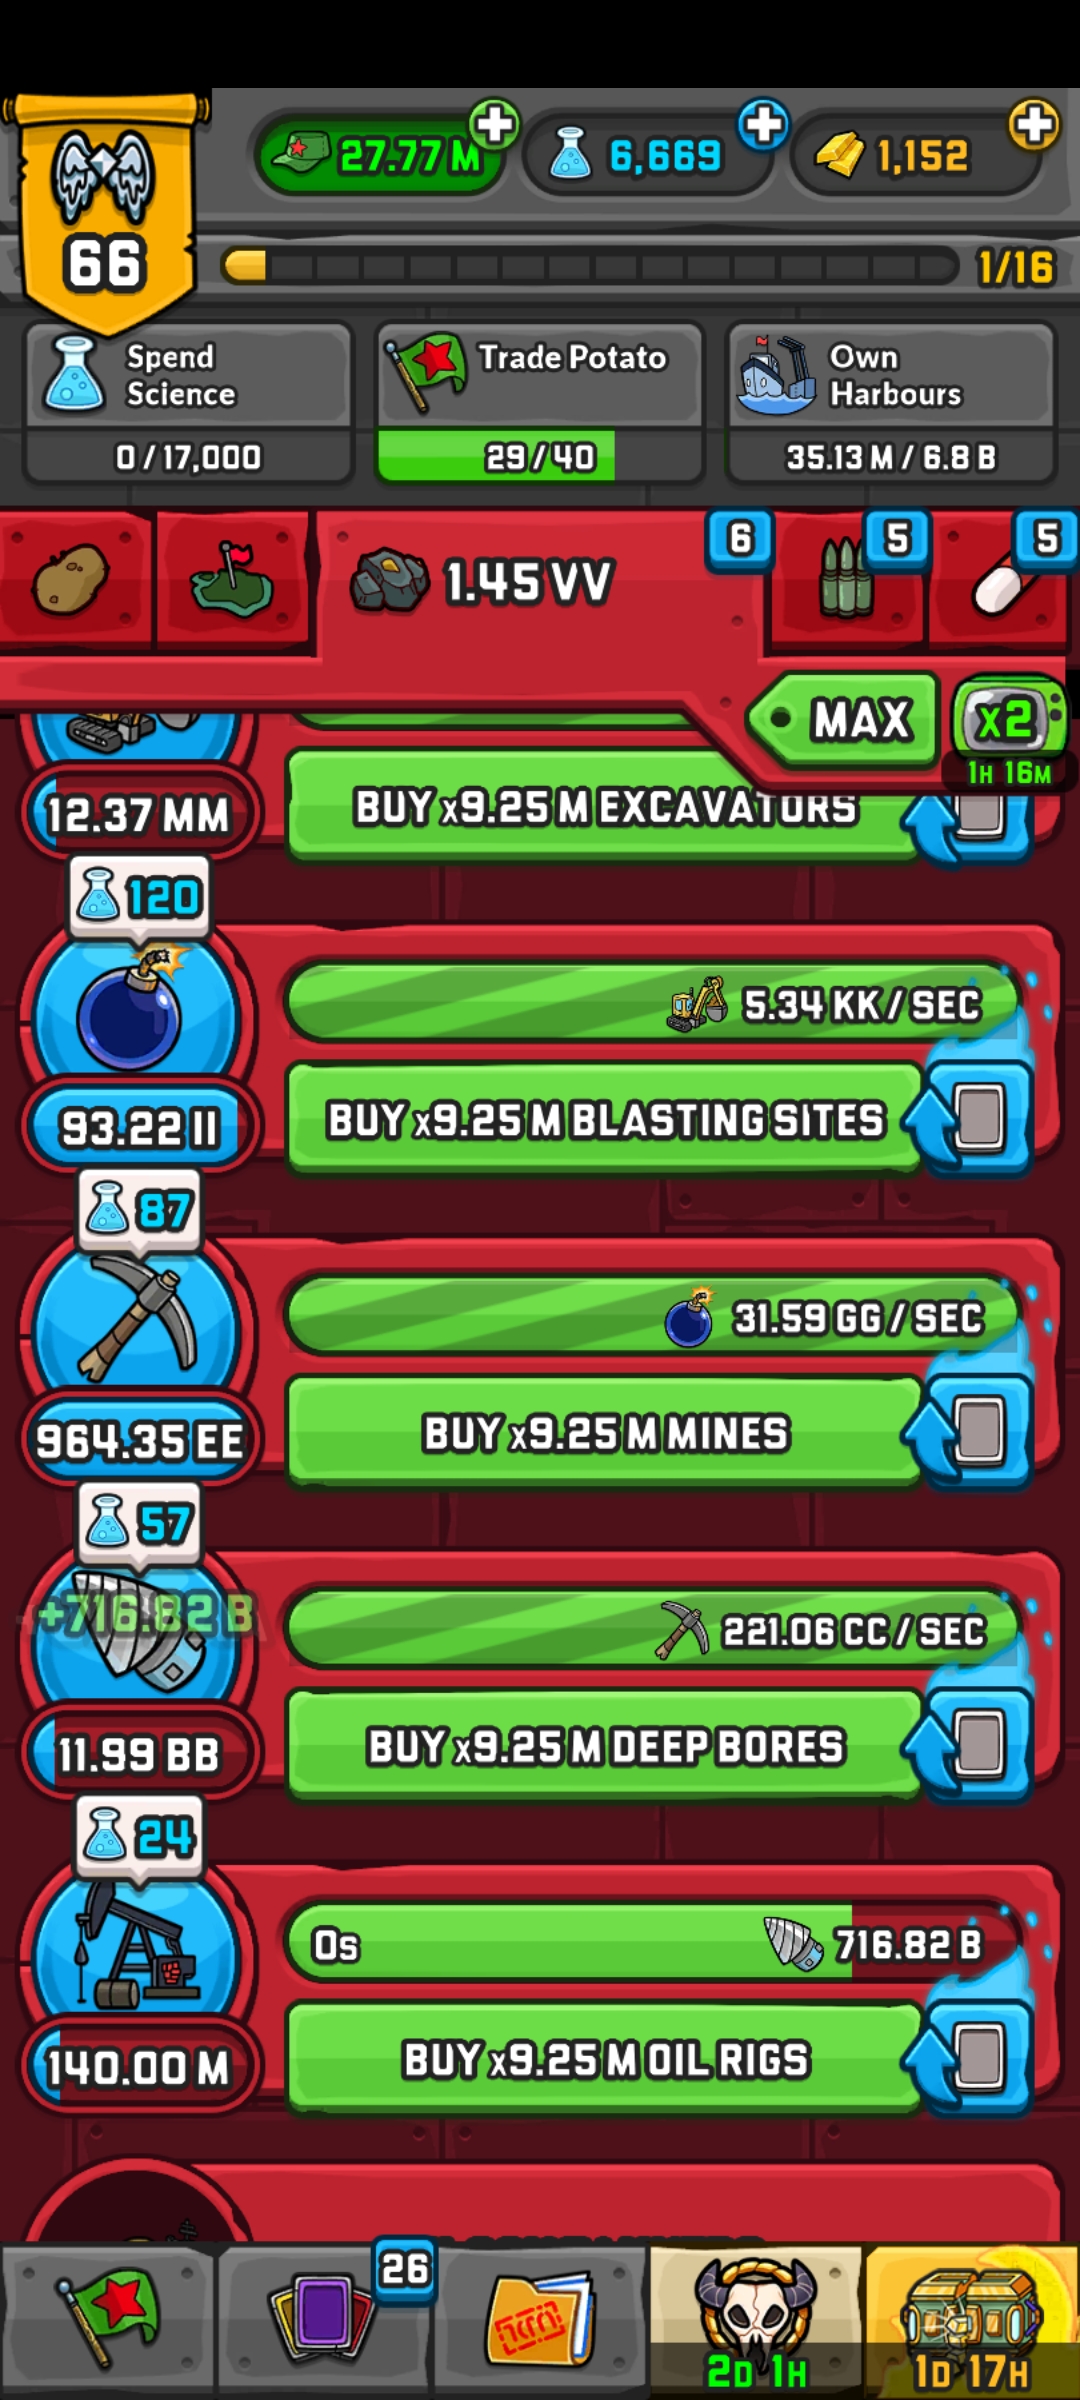 27.77 M
6,669
1,152
66
1/16
Spend
Science
0 / 17,000
Trade Potato
29 / 40
Own
Harbours
35.13 M / 6.8 B
1.45 VV
6
5
5
MAX
x2
1H 16M
12.37 MM
BUY x9.25 M EXCAVATORS
120
5.34 KK / SEC
93.22 II
BUY x9.25 M BLASTING SITES
87
31.59 GG / SEC
964.35 EE
BUY x9.25 M MINES
57
+716.82 B
221.06 CC / SEC
11.99 BB
BUY x9.25 M DEEP BORES
24
0s
716.82 B
140.00 M
BUY x9.25 M OIL RIGS
26
2D 1H
1D 17H